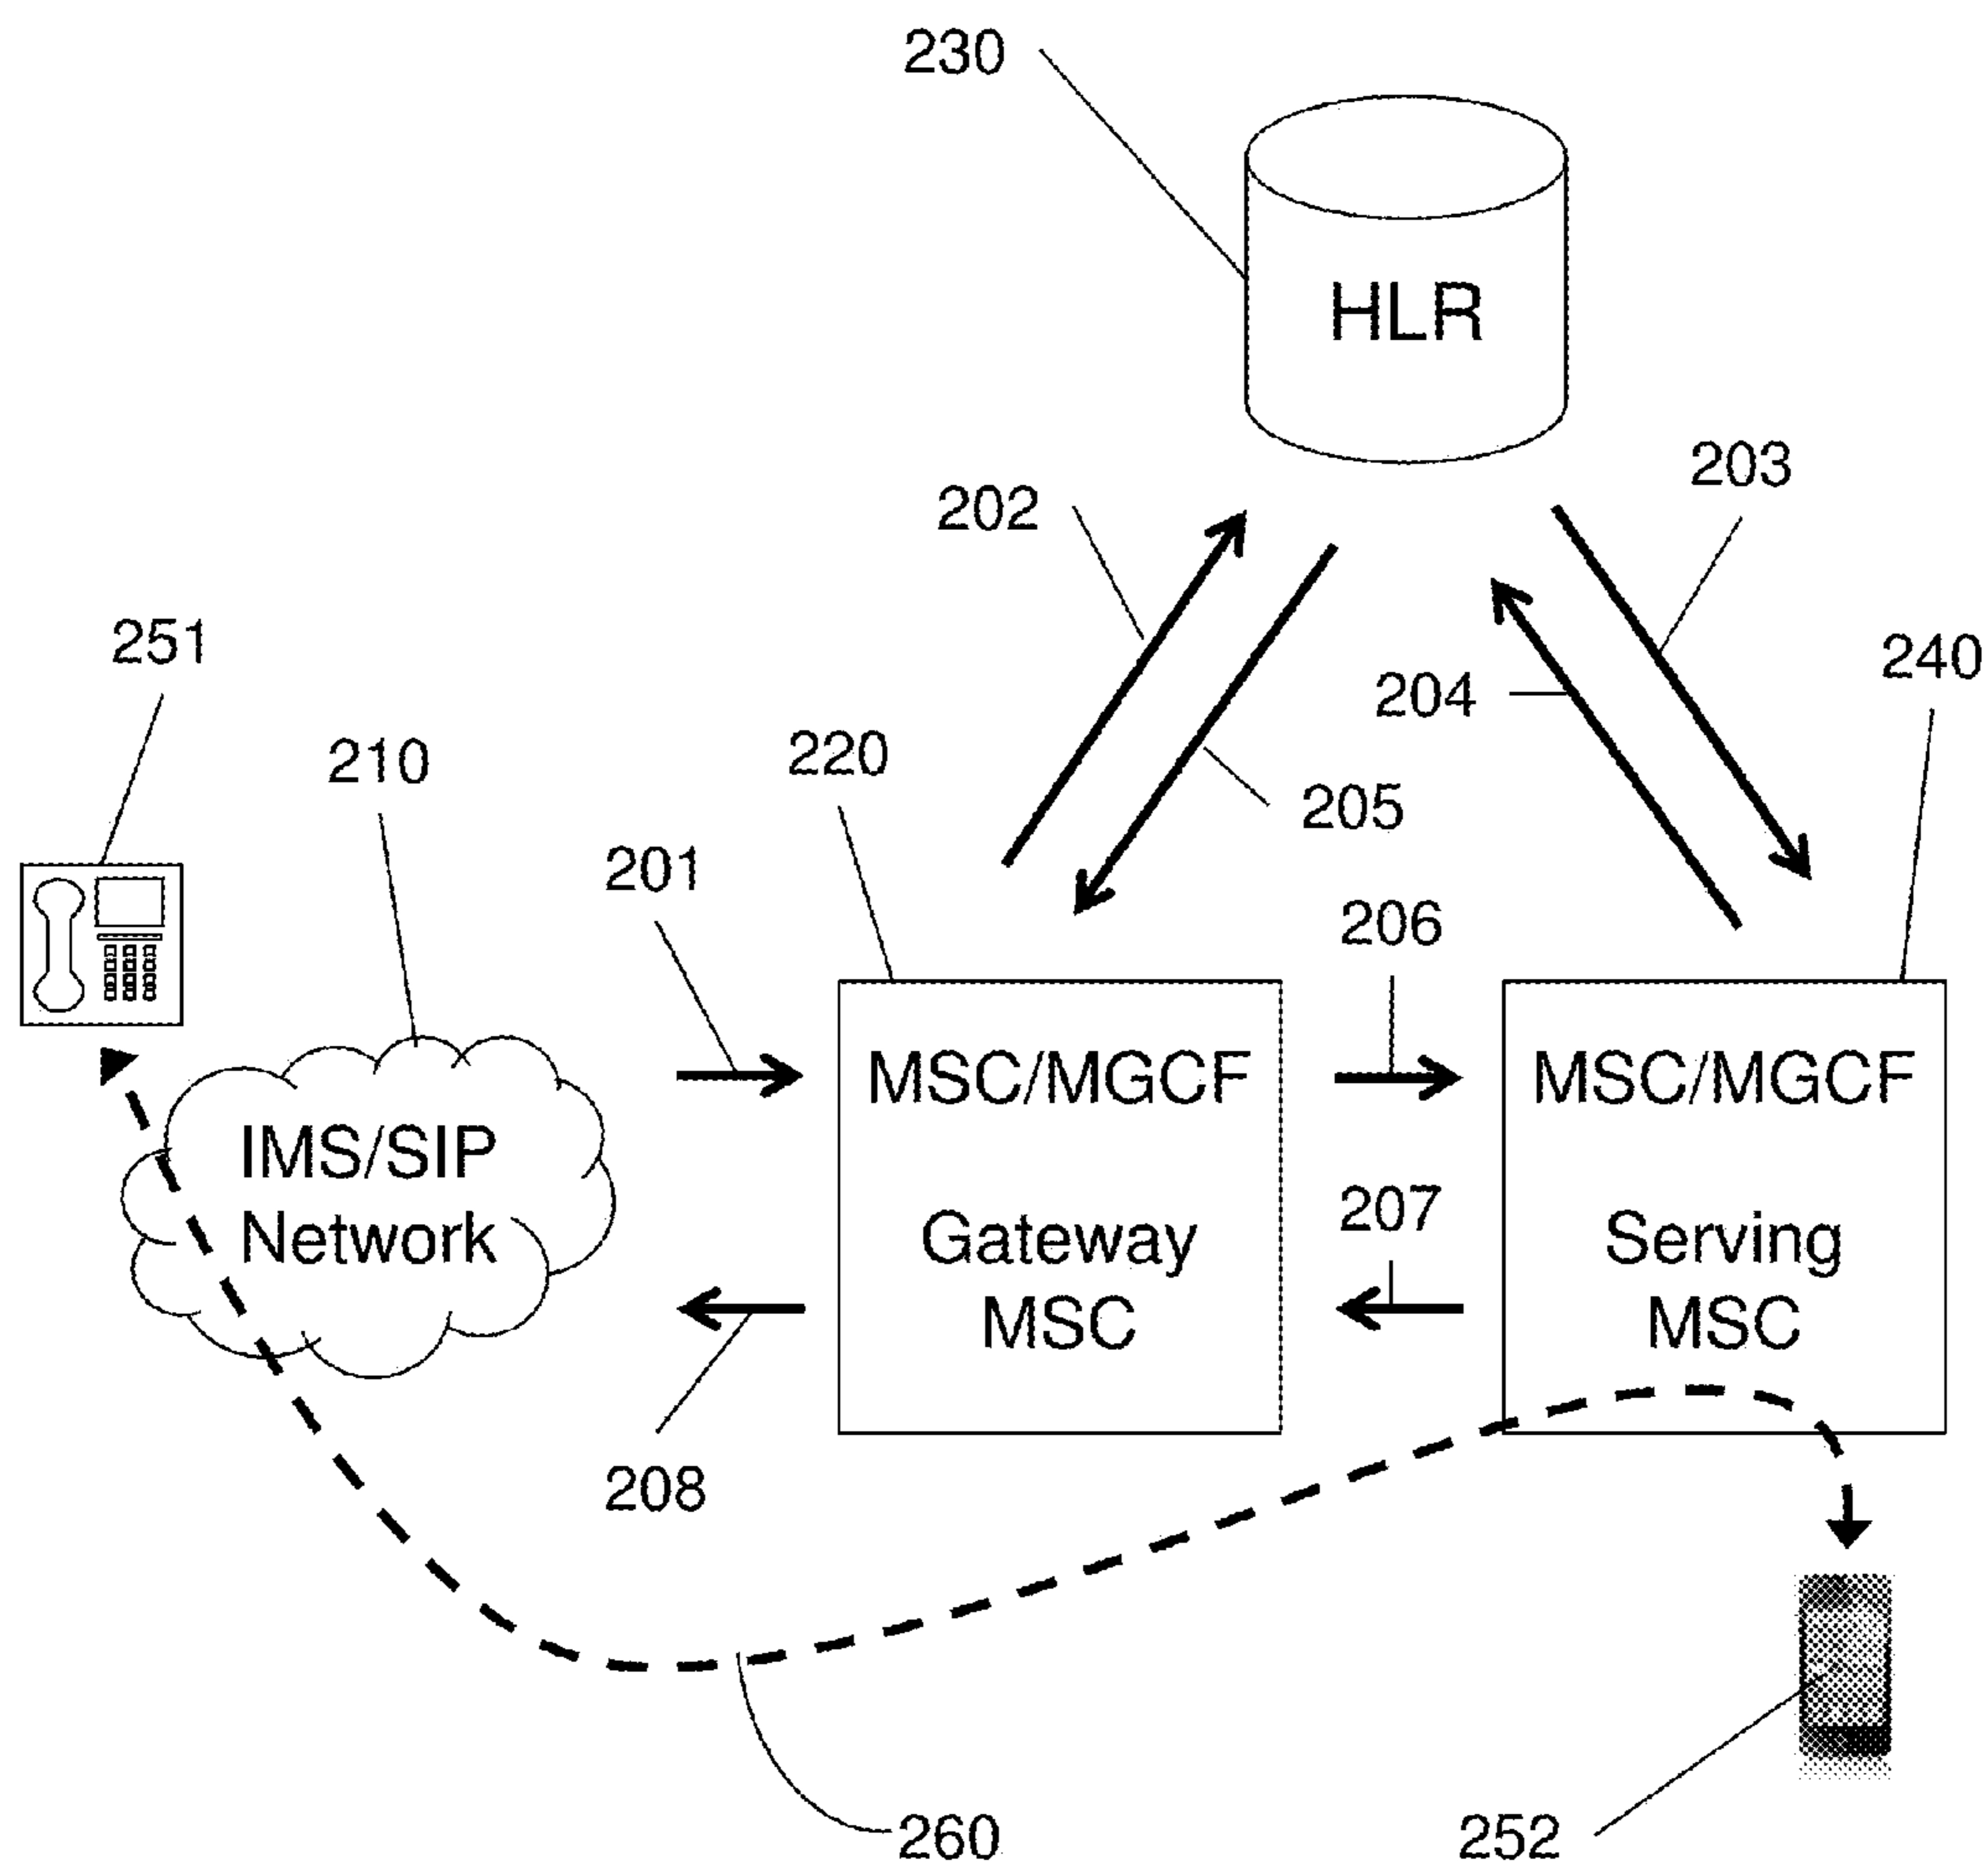 230
HLR
203
202
251
240
204
210
220
205
201
206
MSC/MGCF
MSC/MGCF
IMS/SIP
Network
207
Gateway
MSC
Serving
MSC
208
260
252